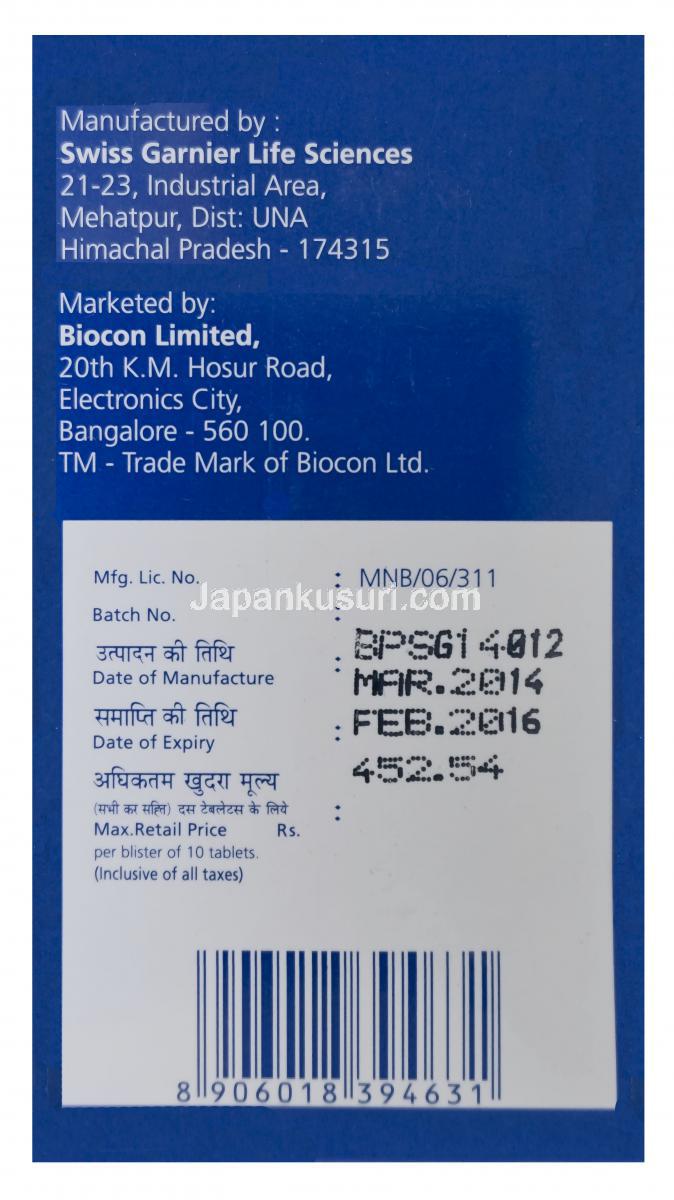 Manufactured by :
Swiss Garnier Life Sciences
21-23, Industrial Area,
Mehatpur, Dist: UNA
Himachal Pradesh - 174315
Marketed by:
Biocon Limited,
20th K.M. Hosur Road,
Electronics City,
Bangalore - 560 100.
TM - Trade Mark of Biocon Ltd.
Mfg. Lic. No. : MNB/06/311
Japankusuri.com
Batch No. :
उत्पादन की तिथि : BPSG14012
Date of Manufacture MAR.2014
समाप्ति की तिथि : FEB.2016
Date of Expiry
अधिकतम खुदरा मूल्य 452.54
(सभी कर सहित) दस टेबलेटस के लिये :
Max.Retail Price Rs.
per blister of 10 tablets.
(Inclusive of all taxes)
8 906018 394631